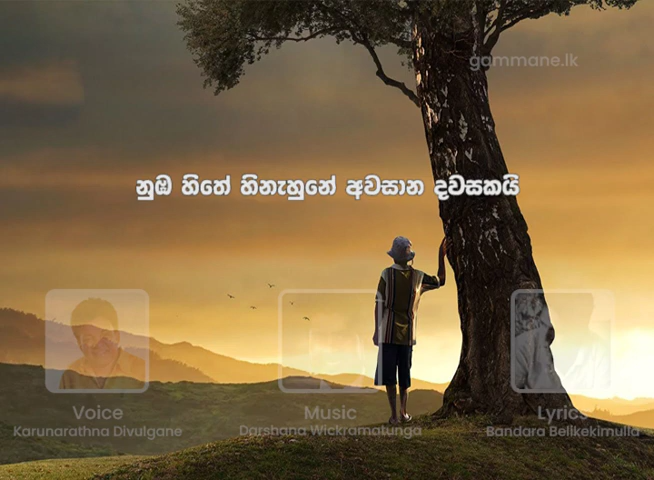 gammane.lk
නුඹ හිතේ හිනැහුනේ අවසාන දවසකයි
Voice
Karunarathna Divulgane
Music
Darshana Wickramatunga
Lyrics
Bandara Bellkekimulla